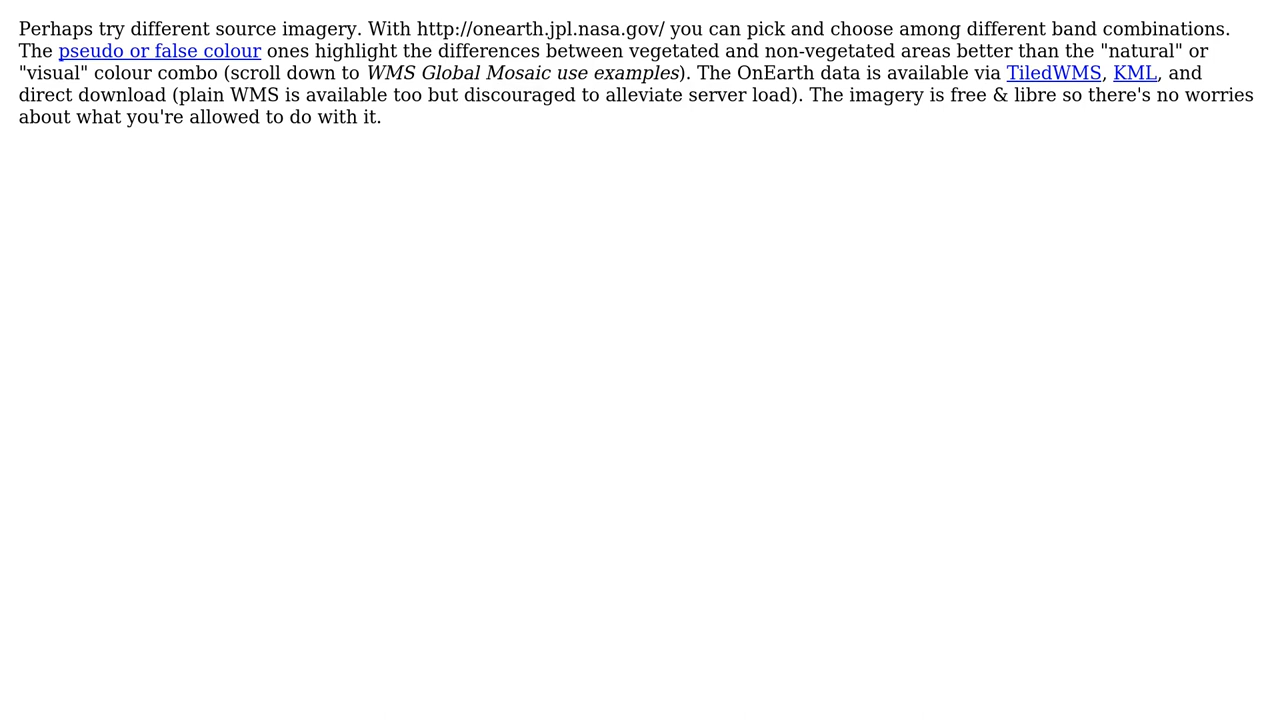 Perhaps try different source imagery. With http://onearth.jpl.nasa.gov/ you can pick and choose among different band combinations.
The pseudo or false colour ones highlight the differences between vegetated and non-vegetated areas better than the "natural" or
"visual" colour combo (scroll down to WMS Global Mosaic use examples). The OnEarth data is available via TiledWMS, KML, and
direct download (plain WMS is available too but discouraged to alleviate server load). The imagery is free & libre so there's no worries
about what you're allowed to do with it.